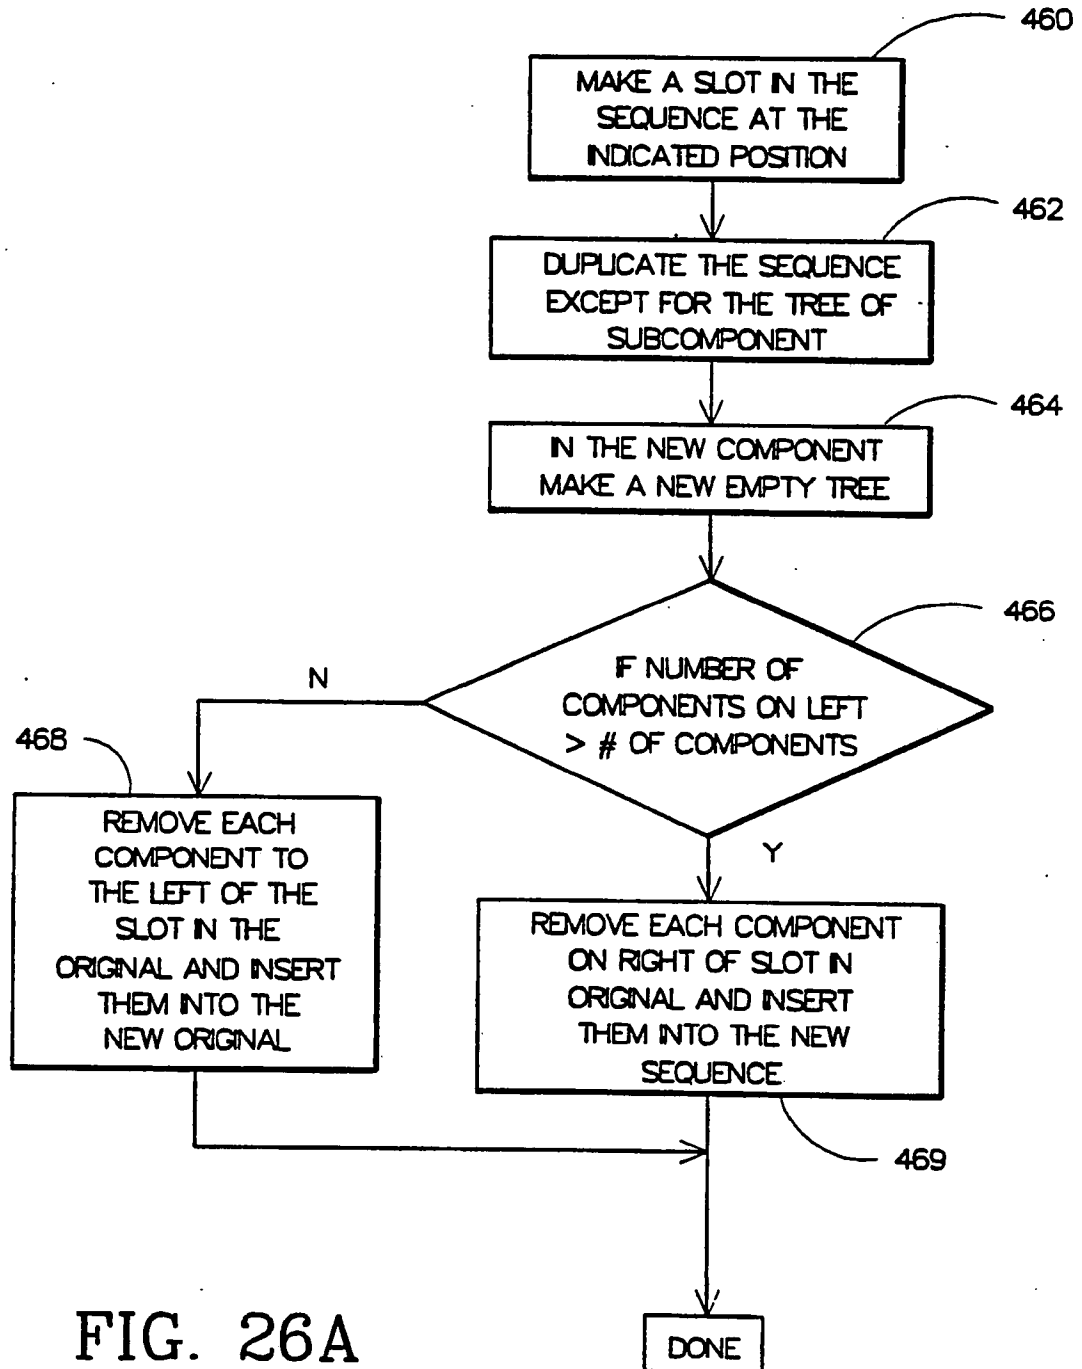 460
MAKE A SLOT IN THE
SEQUENCE AT THE
INDICATED POSITION
462
DUPLICATE THE SEQUENCE
EXCEPT FOR THE TREE OF
SUBCOMPONENT
464
IN THE NEW COMPONENT
MAKE A NEW EMPTY TREE
466
IF NUMBER OF
COMPONENTS ON LEFT
> # OF COMPONENTS
N
Y
468
REMOVE EACH
COMPONENT TO
THE LEFT OF THE
SLOT IN THE
ORIGINAL AND INSERT
THEM INTO THE
NEW ORIGINAL
REMOVE EACH COMPONENT
ON RIGHT OF SLOT IN
ORIGINAL AND INSERT
THEM INTO THE NEW
SEQUENCE
469
DONE
FIG. 26A